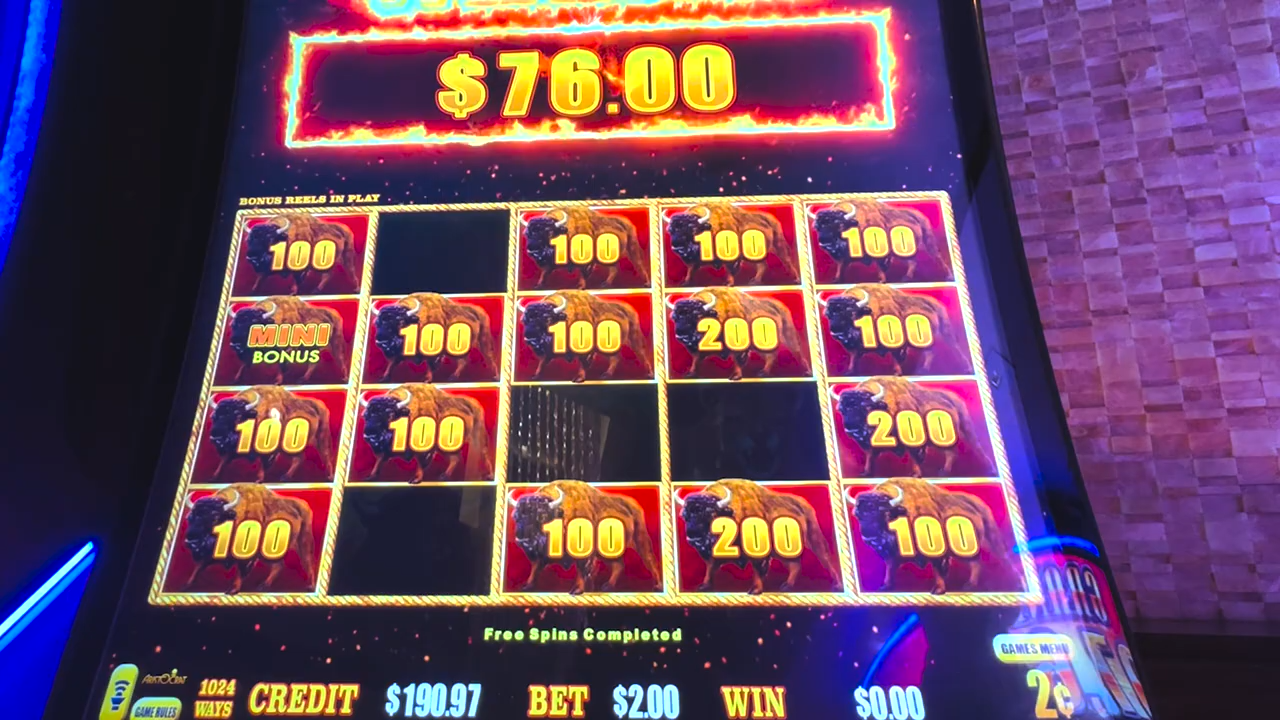 $76.00
BONUS REELS IN PLAY
100 100 100 100
MINI BONUS 100 100 200 100
100 100 200
100 100 200 100
Free Spins Completed
GAMES MENU
ARISTOCRAT
GAME RULES
1024 WAYS
CREDIT $190.97 BET $2.00 WIN $0.00
2¢